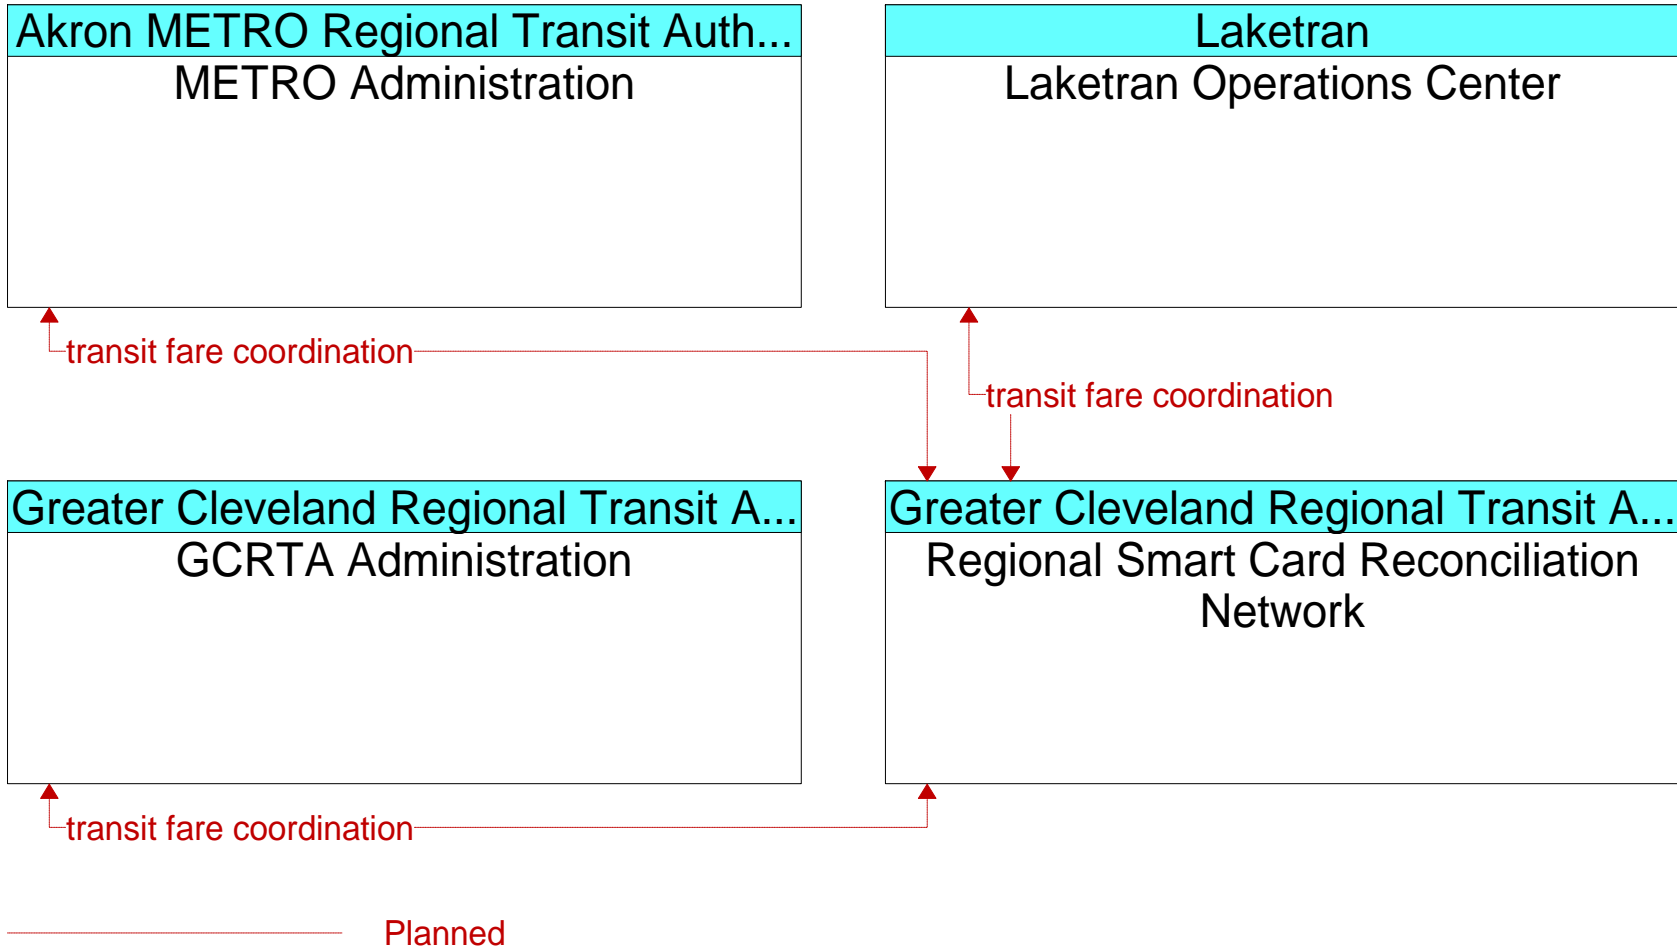 Akron METRO Regional Transit Auth...
METRO Administration
Laketran
Laketran Operations Center
transit fare coordination
transit fare coordination
Greater Cleveland Regional Transit A...
GCRTA Administration
Greater Cleveland Regional Transit A...
Regional Smart Card Reconciliation
Network
transit fare coordination
Planned